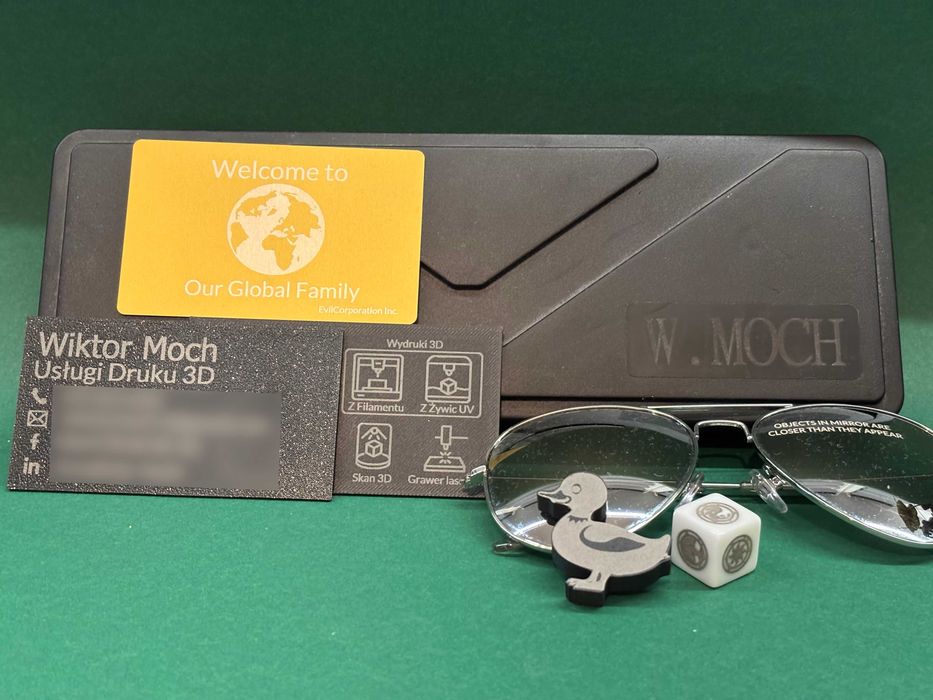 Welcome to
Our Global Family
EvilCorporation Inc.
W.MOCH
Wiktor Moch
Usługi Druku 3D
Wydruki 3D
Z Filamentu
Z Żywic UV
Skan 3D
Grawer
OBJECTS IN MIRROR ARE
CLOSER THAN THEY APPEAR